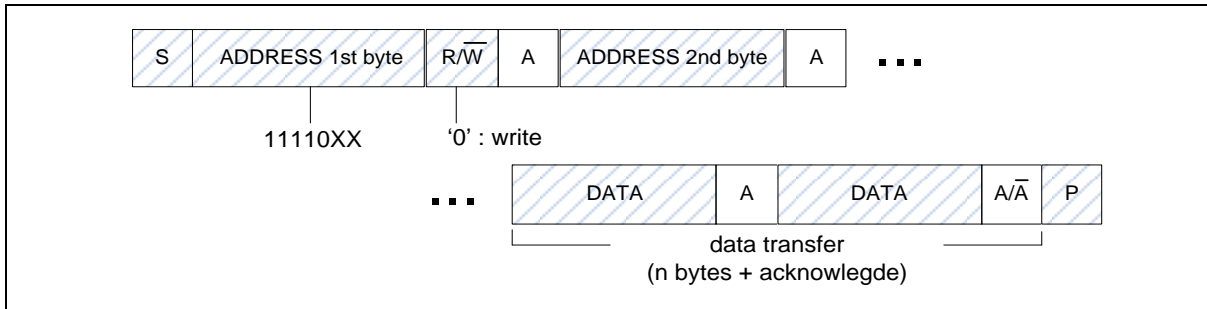 S ADDRESS 1st byte R/W̅ A ADDRESS 2nd byte A ...
11110XX '0' : write
... DATA A DATA A/A̅ P
data transfer
(n bytes + acknowlegde)